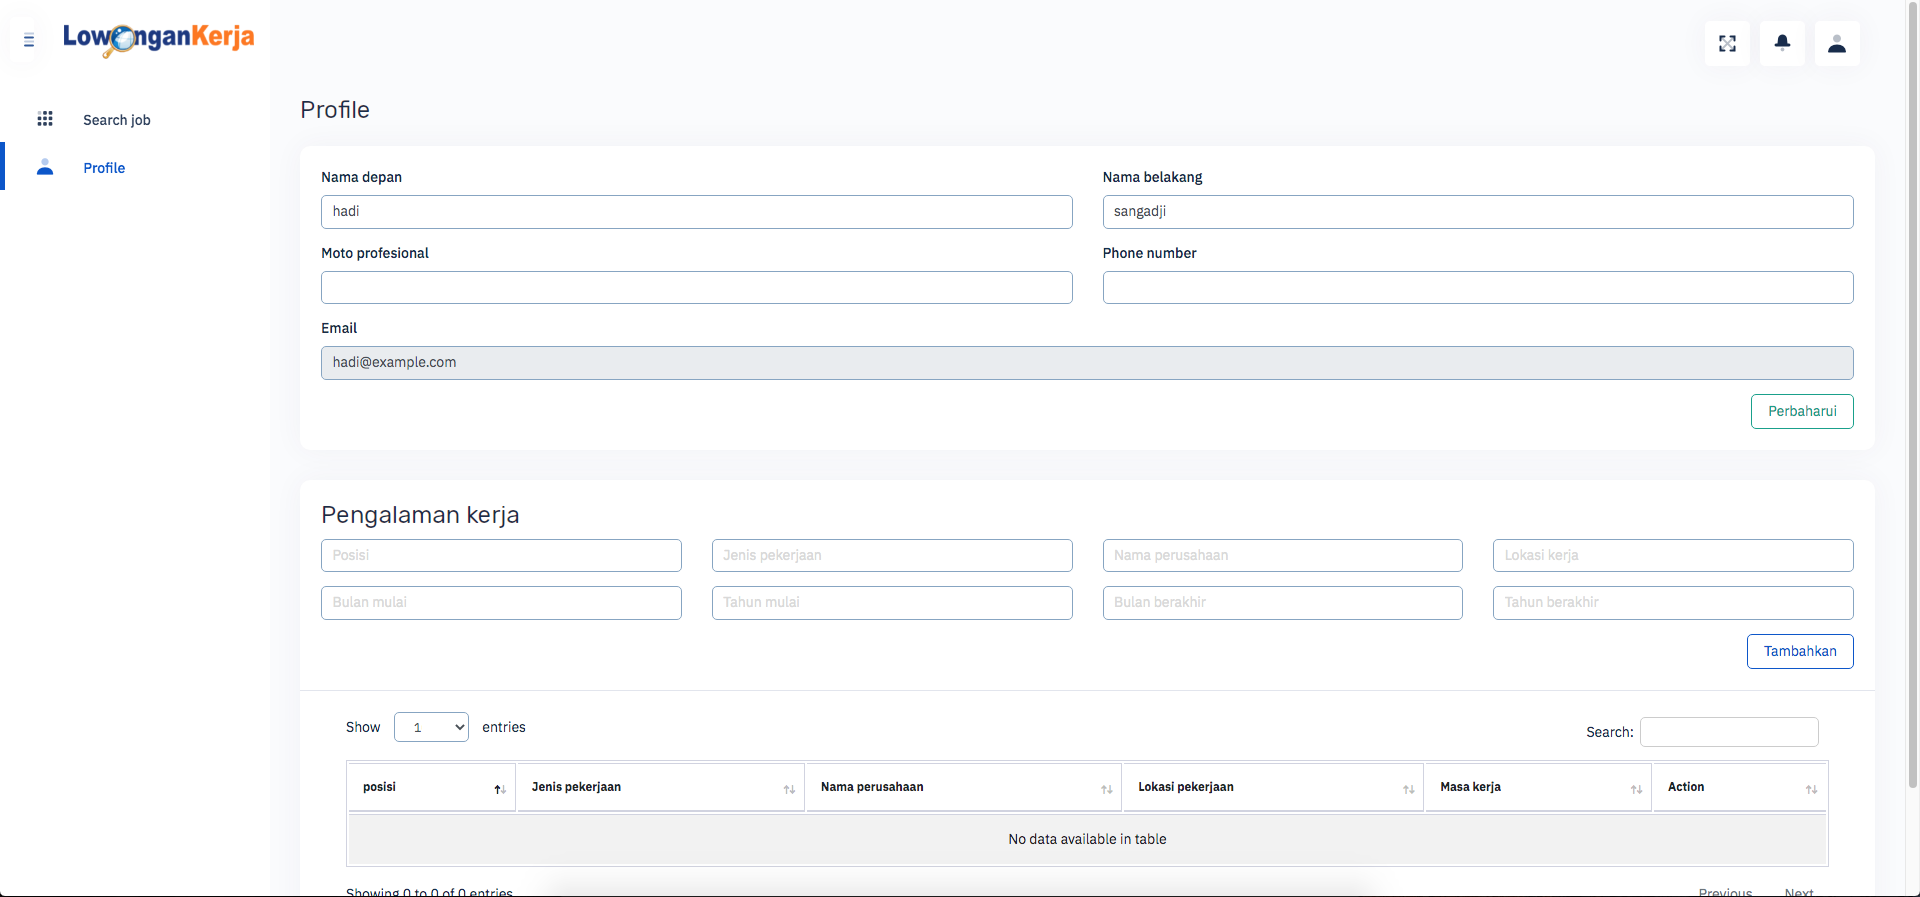 LowonganKerja
Search job
Profile
Profile
Nama depan
Nama belakang
hadi
sangadji
Moto profesional
Phone number
Email
hadi@example.com
Perbaharui
Pengalaman kerja
Posisi
Jenis pekerjaan
Nama perusahaan
Lokasi kerja
Bulan mulai
Tahun mulai
Bulan berakhir
Tahun berakhir
Tambahkan
Show 1 entries
Search:
posisi
Jenis pekerjaan
Nama perusahaan
Lokasi pekerjaan
Masa kerja
Action
No data available in table
Showing 0 to 0 of 0 entries
Previous
Next